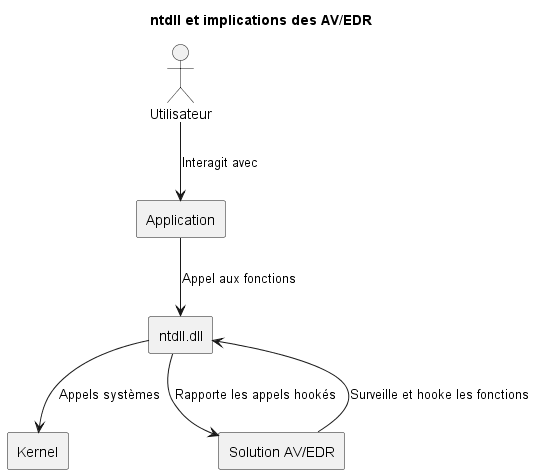 ntdll et implications des AV/EDR
Utilisateur
Interagit avec
Application
Appel aux fonctions
ntdll.dll
Appels systèmes
Rapporte les appels hookés
Surveille et hooke les fonctions
Kernel
Solution AV/EDR